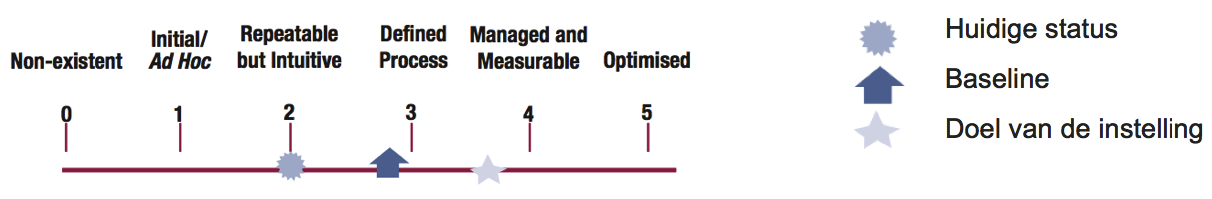 Non-existent
Initial/
Ad Hoc
Repeatable
but Intuitive
Defined
Process
Managed and
Measurable
Optimised
0 1 2 3 4 5
Huidige status
Baseline
Doel van de instelling